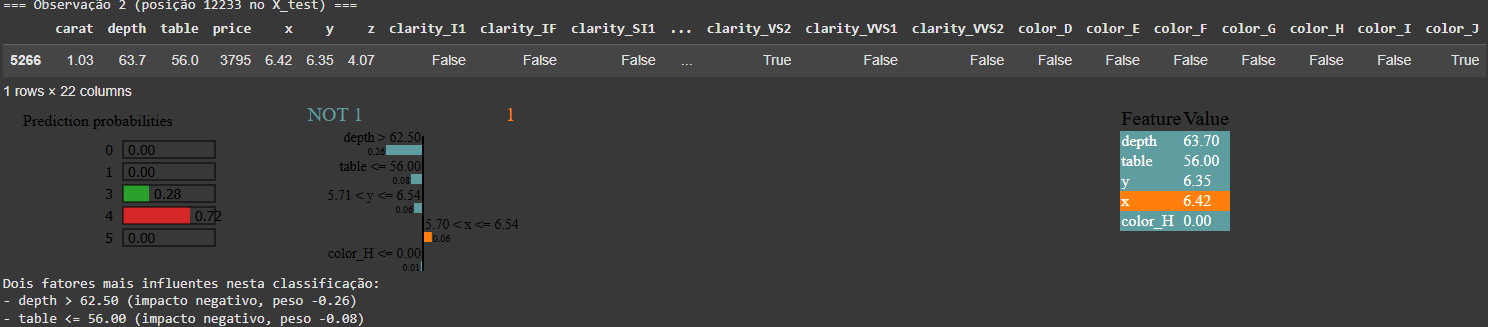 === Observação 2 (posição 12233 no X_test) ===
carat depth table price x y z clarity_I1 clarity_IF clarity_SI1 ... clarity_VS2 clarity_VVS1 clarity_VVS2 color_D color_E color_F color_G color_H color_I color_J
5266 1.03 63.7 56.0 3795 6.42 6.35 4.07 False False False ... True False False False False False False False False True
1 rows × 22 columns
Prediction probabilities
0 0.00
1 0.00
3 0.28
4 0.72
5 0.00
NOT 1 1
depth > 62.50
0.26
table <= 56.00
0.08
5.71 < y <= 6.54
0.06
5.70 < x <= 6.54
0.06
color_H <= 0.00
0.01
Feature Value
depth 63.70
table 56.00
y 6.35
x 6.42
color_H 0.00
Dois fatores mais influentes nesta classificação:
- depth > 62.50 (impacto negativo, peso -0.26)
- table <= 56.00 (impacto negativo, peso -0.08)